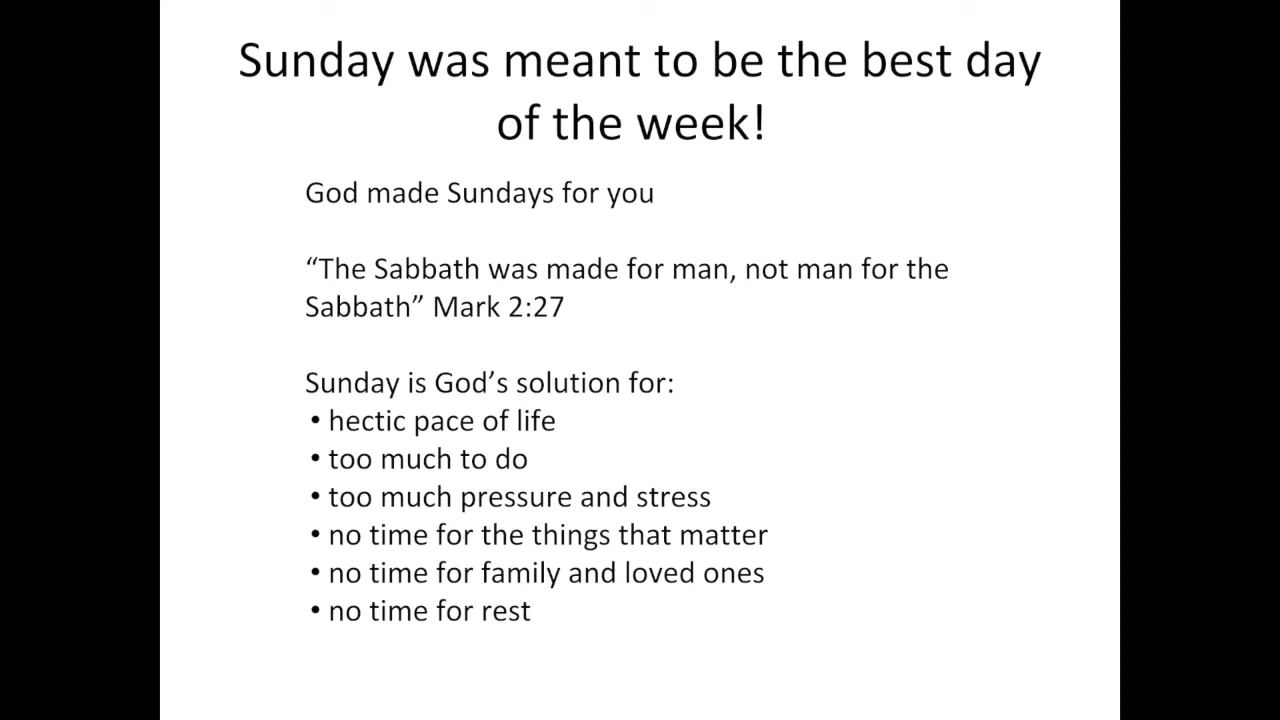 Sunday was meant to be the best day
of the week!
God made Sundays for you
“The Sabbath was made for man, not man for the
Sabbath” Mark 2:27
Sunday is God’s solution for:
• hectic pace of life
• too much to do
• too much pressure and stress
• no time for the things that matter
• no time for family and loved ones
• no time for rest